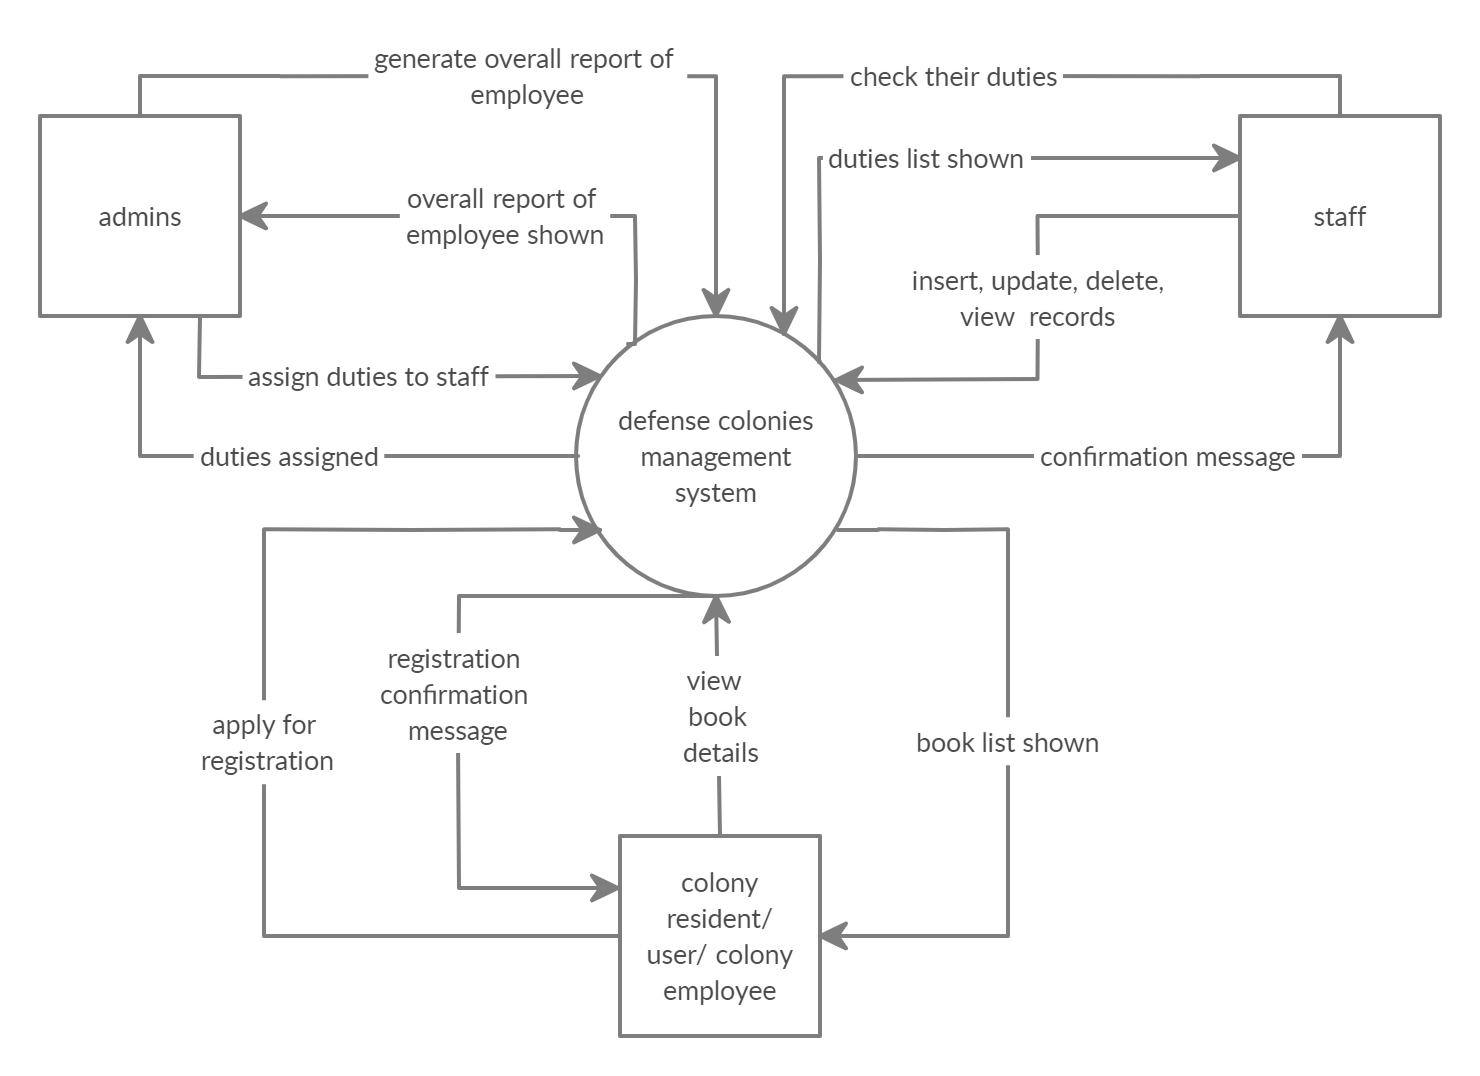 generate overall report of
employee
check their duties
duties list shown
admins
overall report of
employee shown
staff
insert, update, delete,
view  records
assign duties to staff
defense colonies
management
system
duties assigned
confirmation message
registration
confirmation
message
view
book
details
apply for
registration
book list shown
colony
resident/
user/ colony
employee